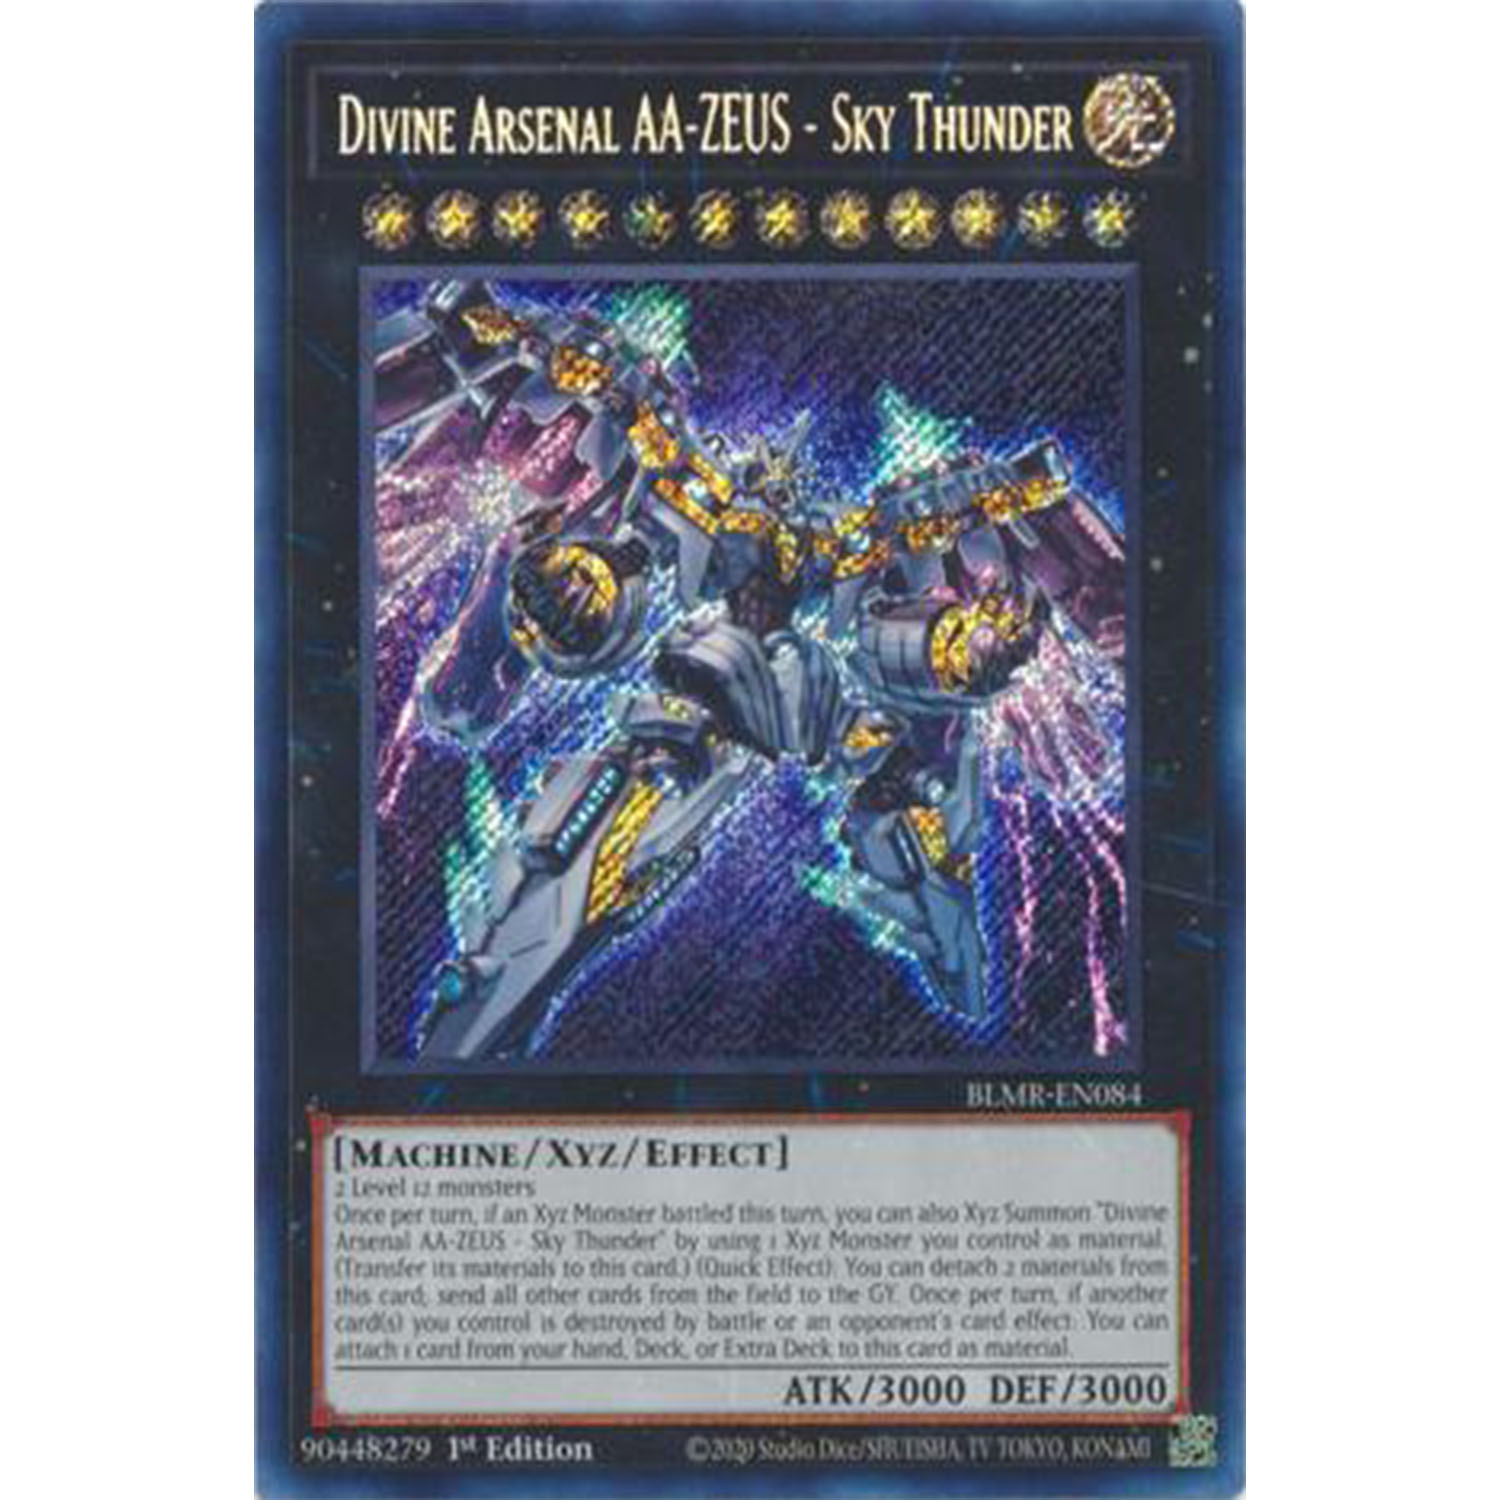 DIVINE ARSENAL AA-ZEUS - SKY THUNDER
光
BLMR-EN084
[MACHINE/XYZ/EFFECT]
2 Level 12 monsters
Once per turn, if an Xyz Monster battled this turn, you can also Xyz Summon "Divine
Arsenal AA-ZEUS - Sky Thunder" by using 1 Xyz Monster you control as material.
(Transfer its materials to this card.) (Quick Effect): You can detach 2 materials from
this card; send all other cards from the field to the GY. Once per turn, if another
card(s) you control is destroyed by battle or an opponent's card effect: You can
attach 1 card from your hand, Deck, or Extra Deck to this card as material.
ATK/3000 DEF/3000
90448279 1st Edition ©2020 Studio Dice/SHUEISHA, TV TOKYO, KONAMI